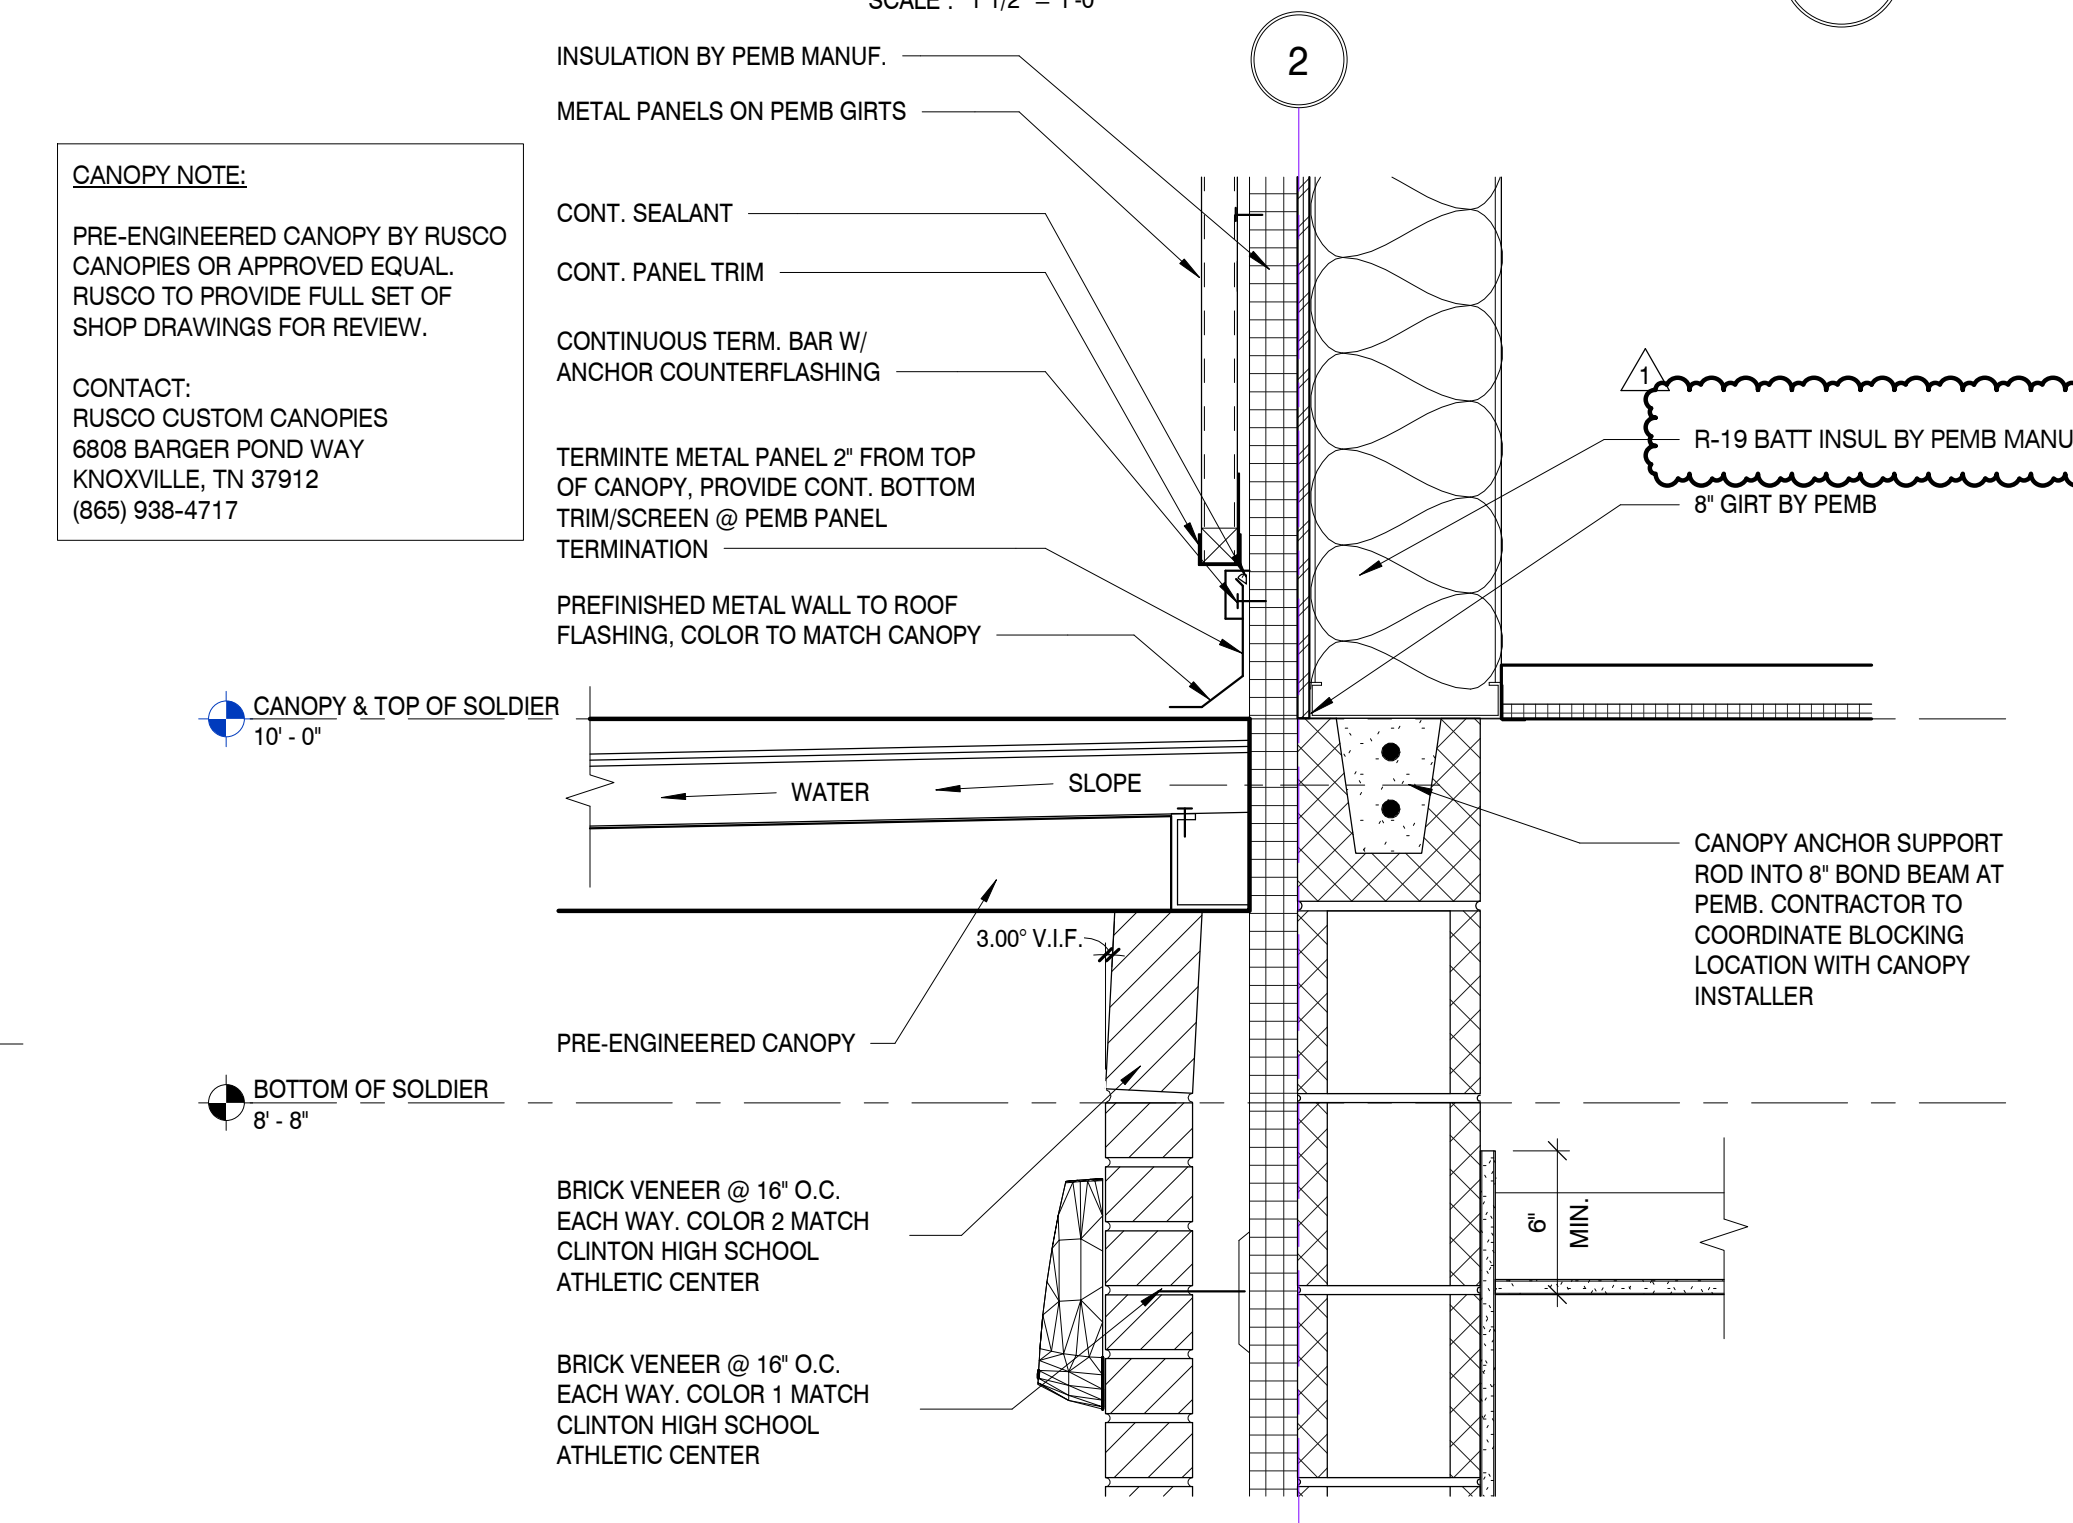 SCALE : 1 1/2" = 1'-0"
2
INSULATION BY PEMB MANUF.
METAL PANELS ON PEMB GIRTS
CONT. SEALANT
CONT. PANEL TRIM
CONTINUOUS TERM. BAR W/
ANCHOR COUNTERFLASHING
TERMINTE METAL PANEL 2" FROM TOP
OF CANOPY, PROVIDE CONT. BOTTOM
TRIM/SCREEN @ PEMB PANEL
TERMINATION
PREFINISHED METAL WALL TO ROOF
FLASHING, COLOR TO MATCH CANOPY
CANOPY NOTE:
PRE-ENGINEERED CANOPY BY RUSCO
CANOPIES OR APPROVED EQUAL.
RUSCO TO PROVIDE FULL SET OF
SHOP DRAWINGS FOR REVIEW.
CONTACT:
RUSCO CUSTOM CANOPIES
6808 BARGER POND WAY
KNOXVILLE, TN 37912
(865) 938-4717
1
R-19 BATT INSUL BY PEMB MANU
8" GIRT BY PEMB
CANOPY & TOP OF SOLDIER
10' - 0"
WATER
SLOPE
CANOPY ANCHOR SUPPORT
ROD INTO 8" BOND BEAM AT
PEMB. CONTRACTOR TO
COORDINATE BLOCKING
LOCATION WITH CANOPY
INSTALLER
3.00° V.I.F.
PRE-ENGINEERED CANOPY
BOTTOM OF SOLDIER
8' - 8"
BRICK VENEER @ 16" O.C.
EACH WAY. COLOR 2 MATCH
CLINTON HIGH SCHOOL
ATHLETIC CENTER
6"
MIN.
BRICK VENEER @ 16" O.C.
EACH WAY. COLOR 1 MATCH
CLINTON HIGH SCHOOL
ATHLETIC CENTER